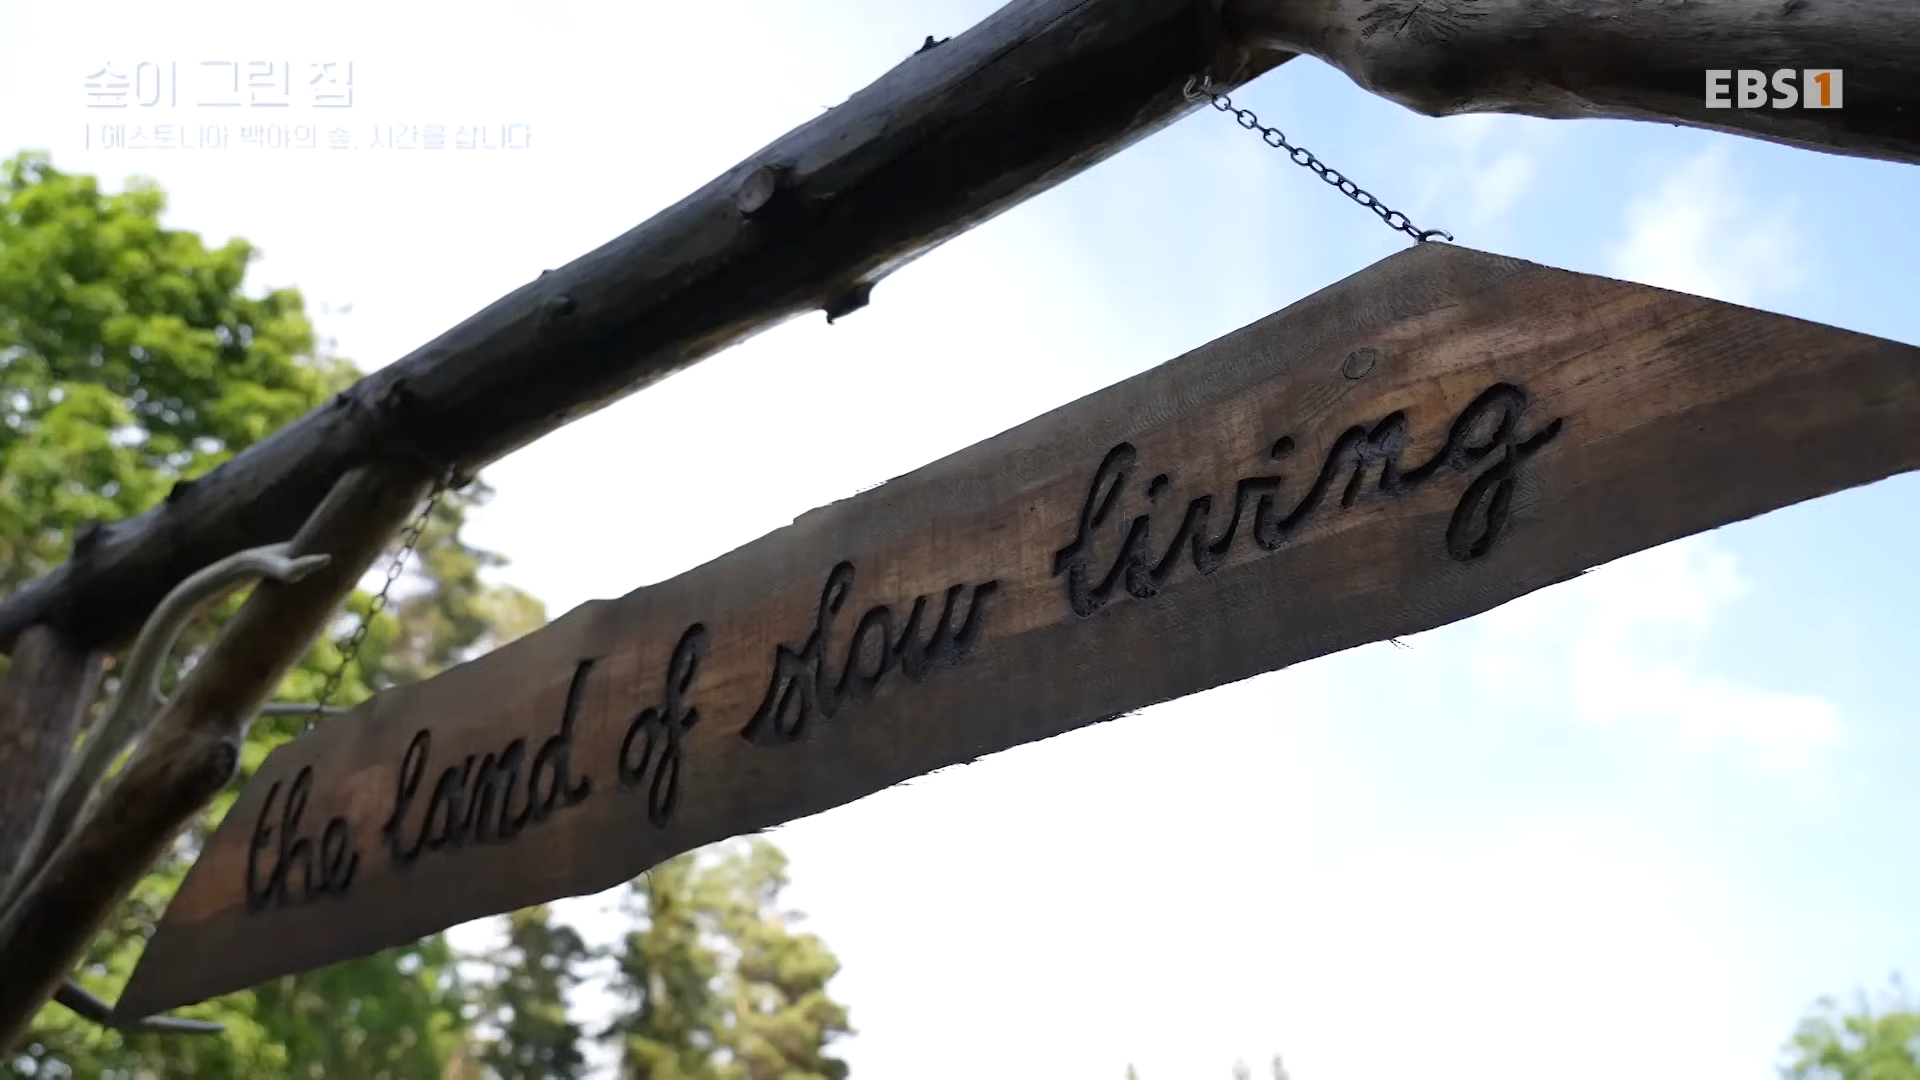 숲이 그린 집
| 에스토니아 백야의 숲, 시간을 삽니다
EBS1
the land of slow living